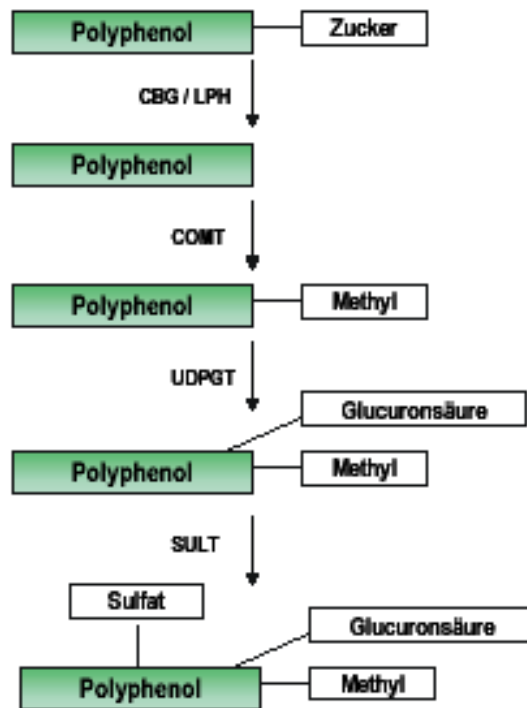 Polyphenol Zucker
CBG / LPH
Polyphenol
COMT
Polyphenol Methyl
UDPGT
Glucuronsäure
Polyphenol Methyl
SULT
Sulfat
Glucuronsäure
Polyphenol Methyl